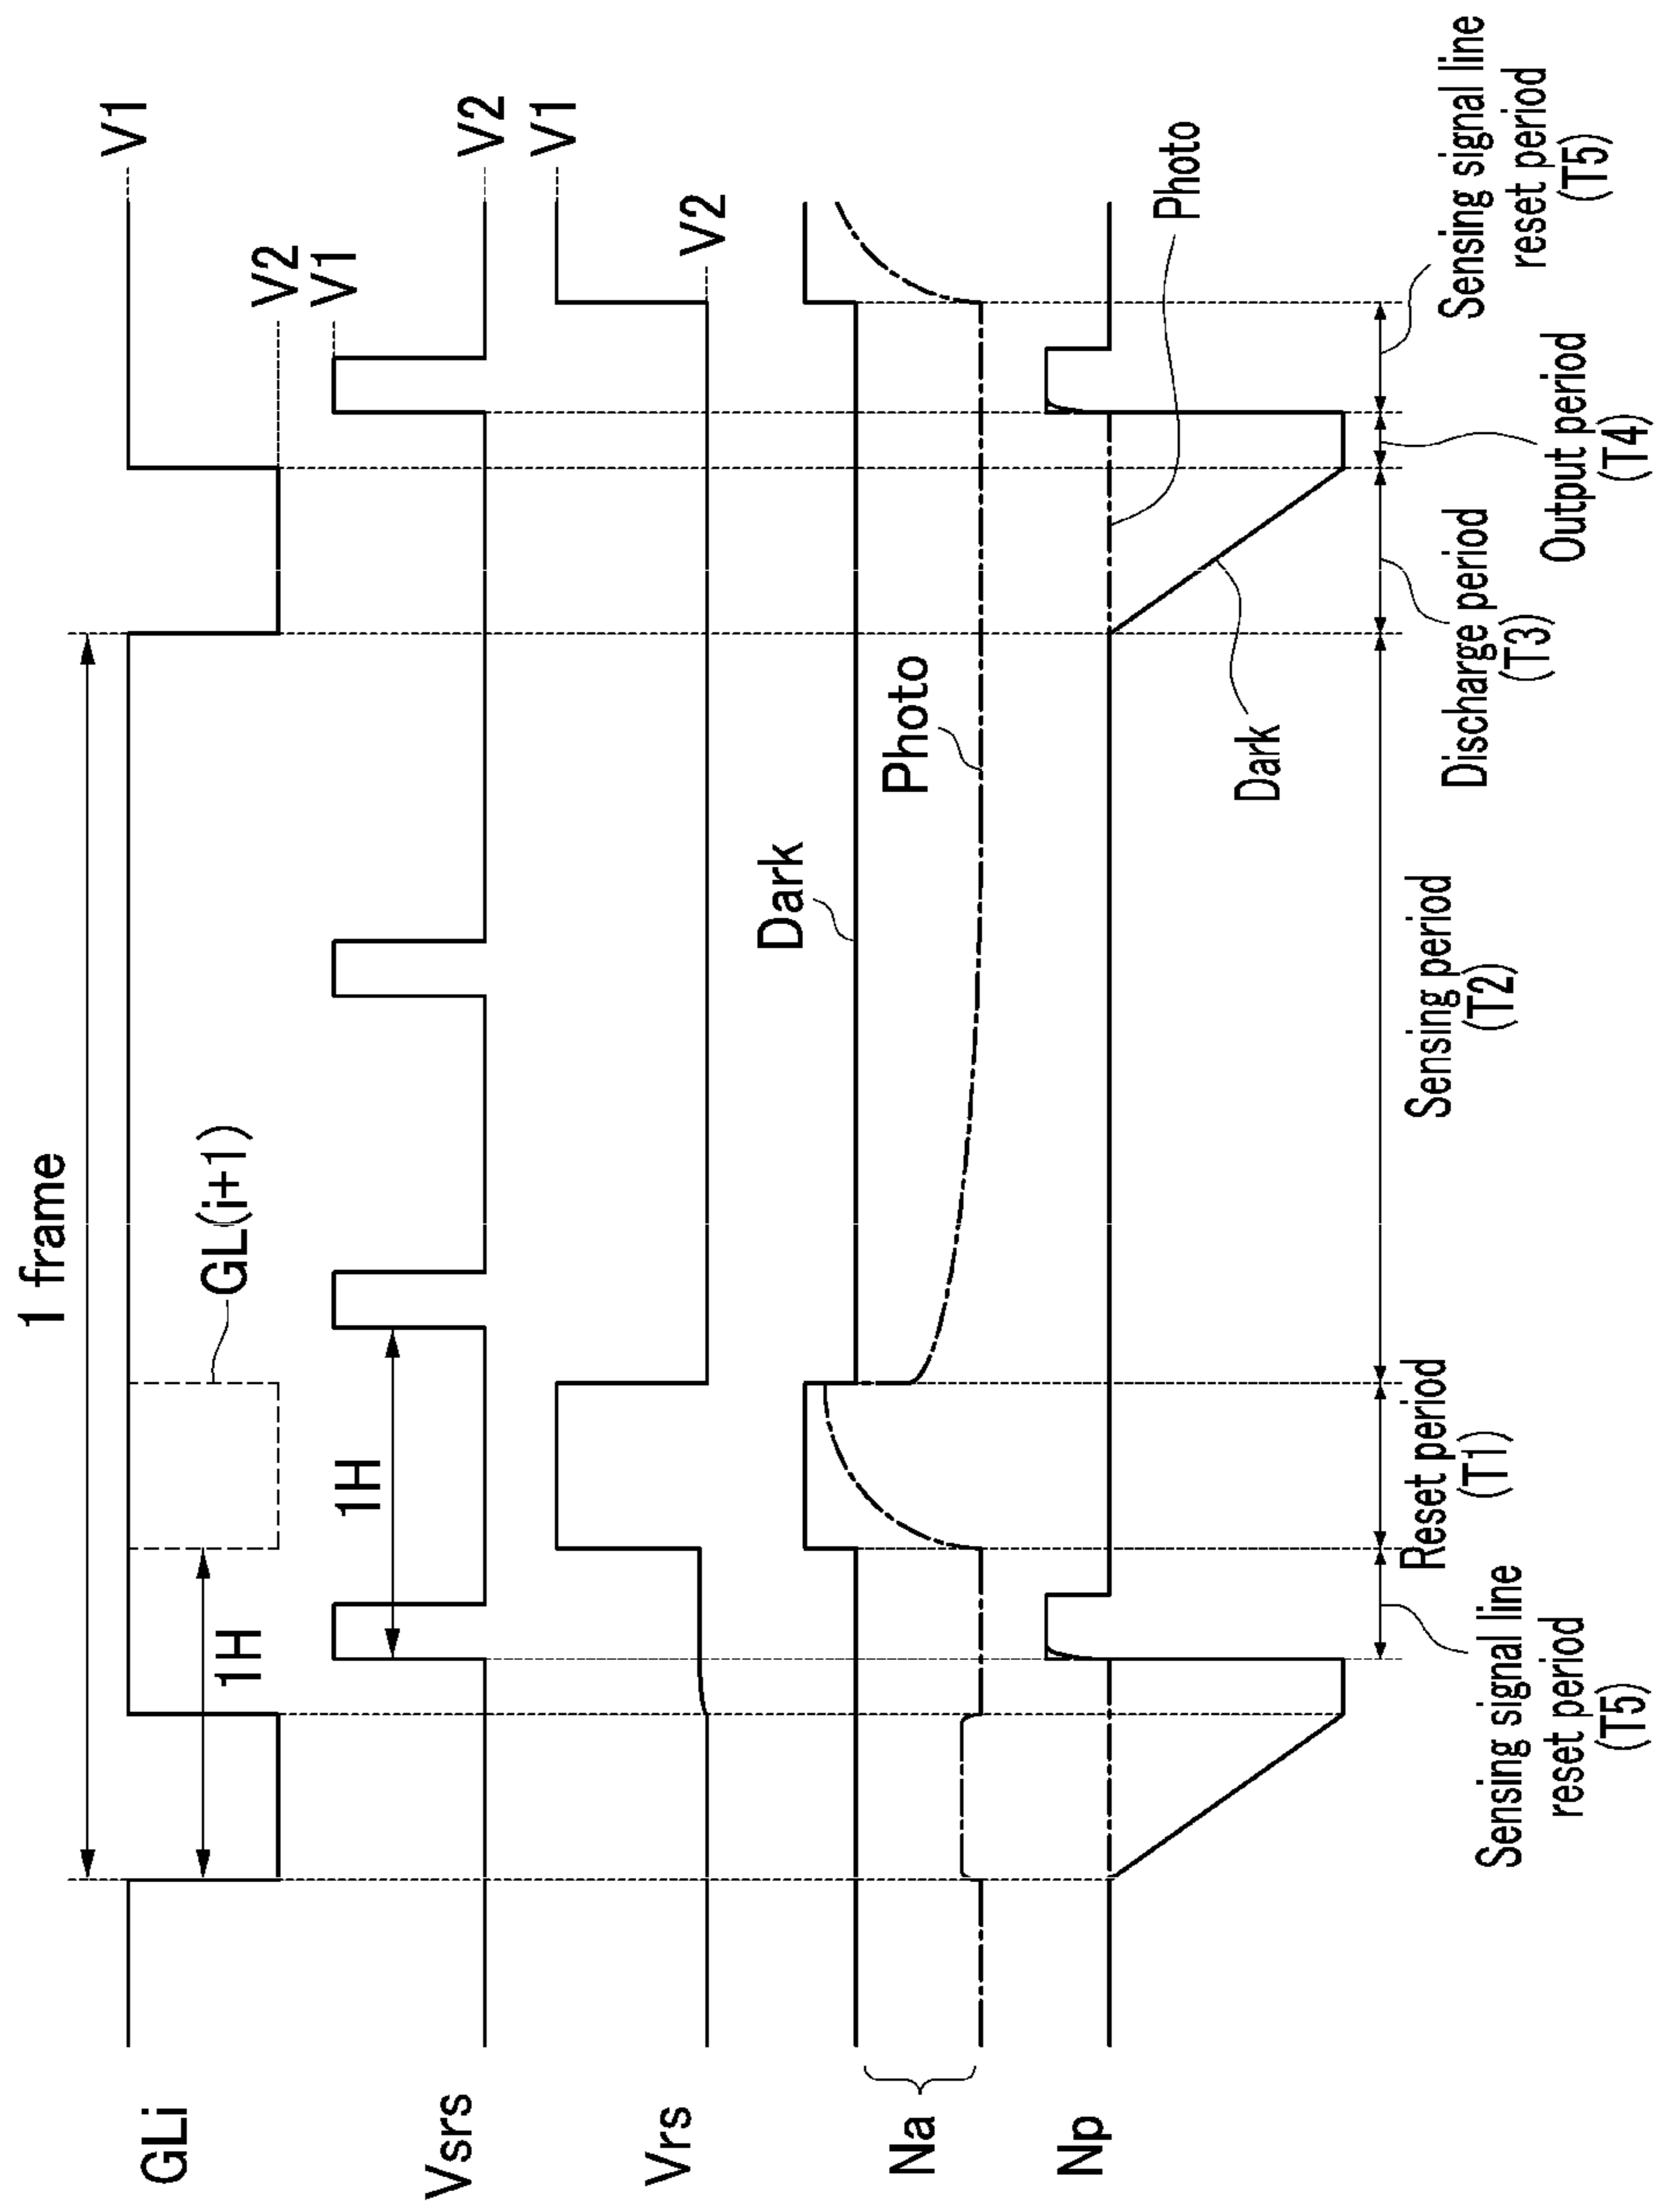 1 frame
GLi
1H
GL(i+1)
V1
V2
Vsrs
1H
V1
V2
Vrs
V1
V2
Na
Dark
Photo
Np
Photo
Dark
Sensing signal line
reset period
(T5)
Reset period
(T1)
Sensing period
(T2)
Discharge period
(T3)
Output period
(T4)
Sensing signal line
reset period
(T5)